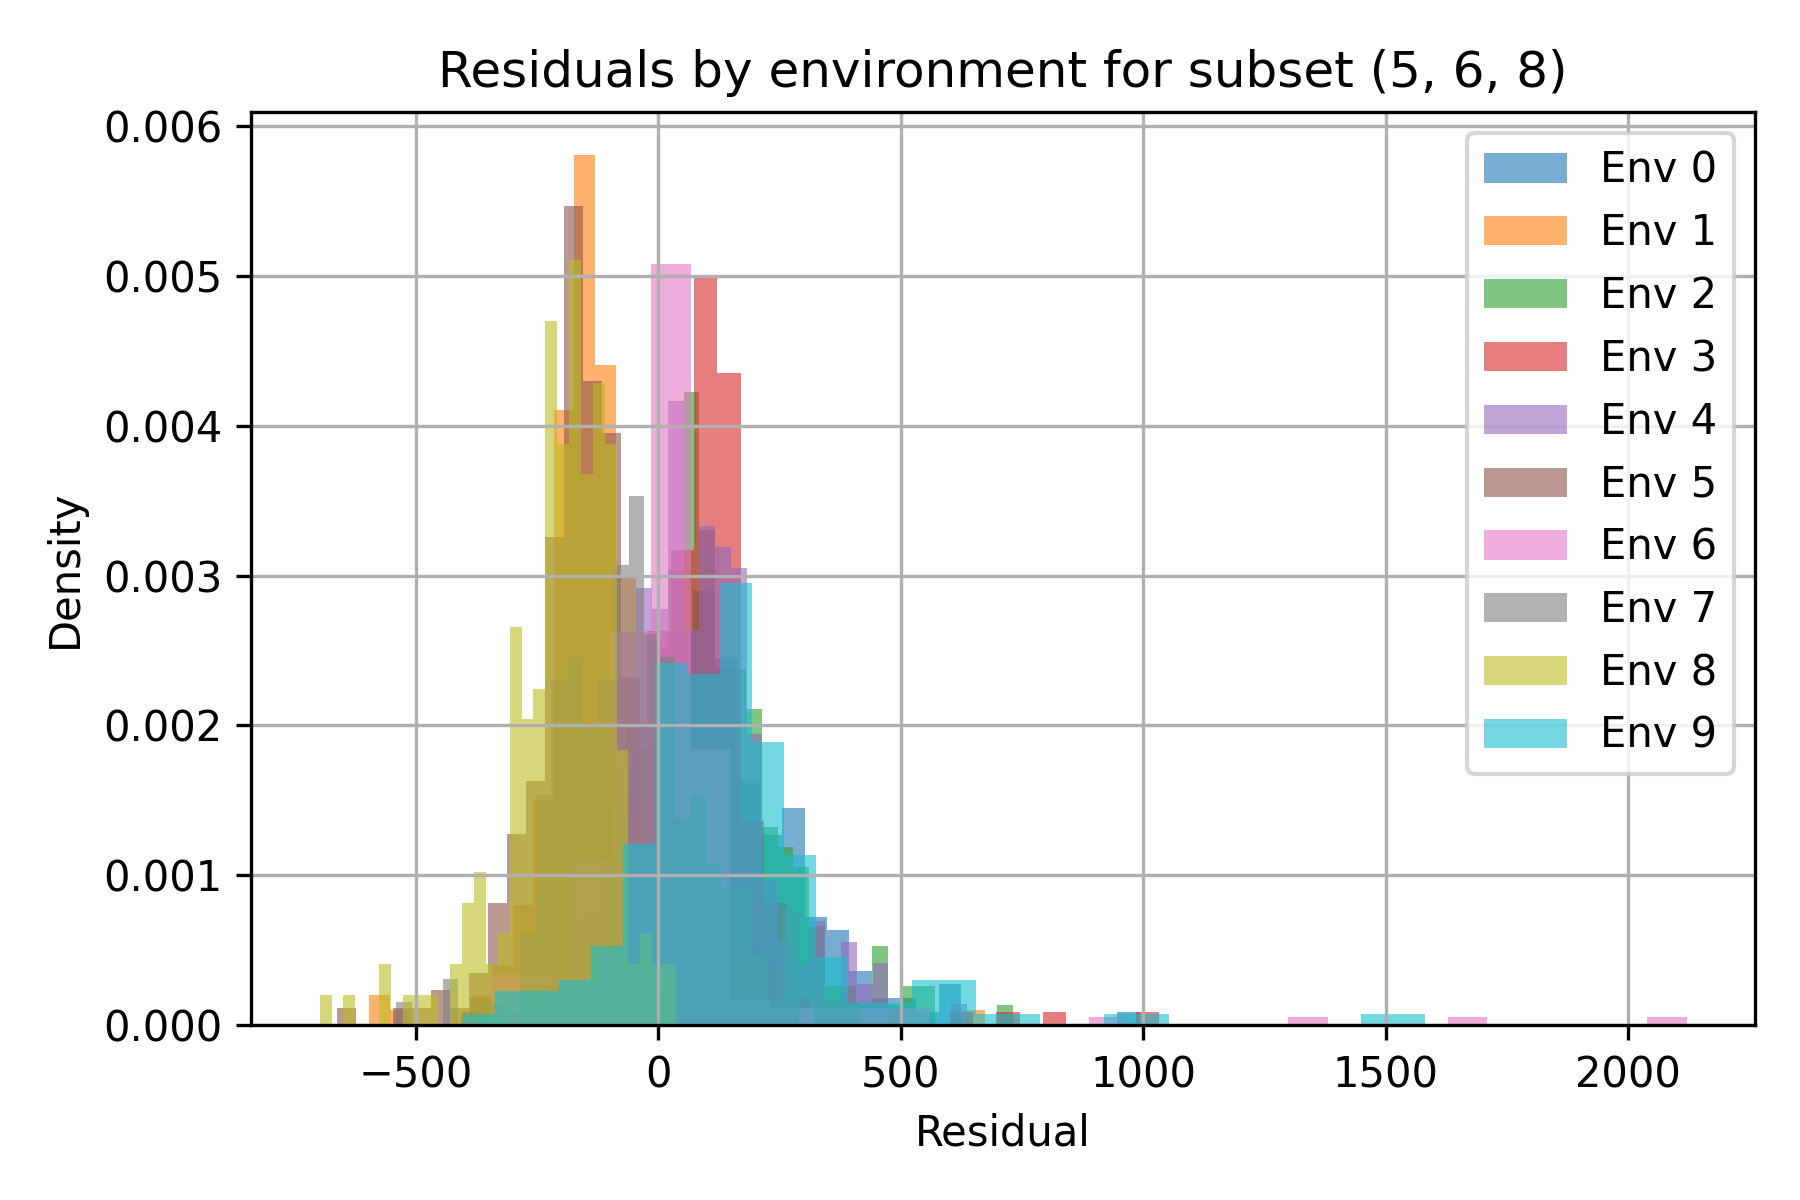 Residuals by environment for subset (5, 6, 8)
0.006
0.005
0.004
0.003
0.002
0.001
0.000
Density
−500
0
500
1000
1500
2000
Residual
Env 0
Env 1
Env 2
Env 3
Env 4
Env 5
Env 6
Env 7
Env 8
Env 9